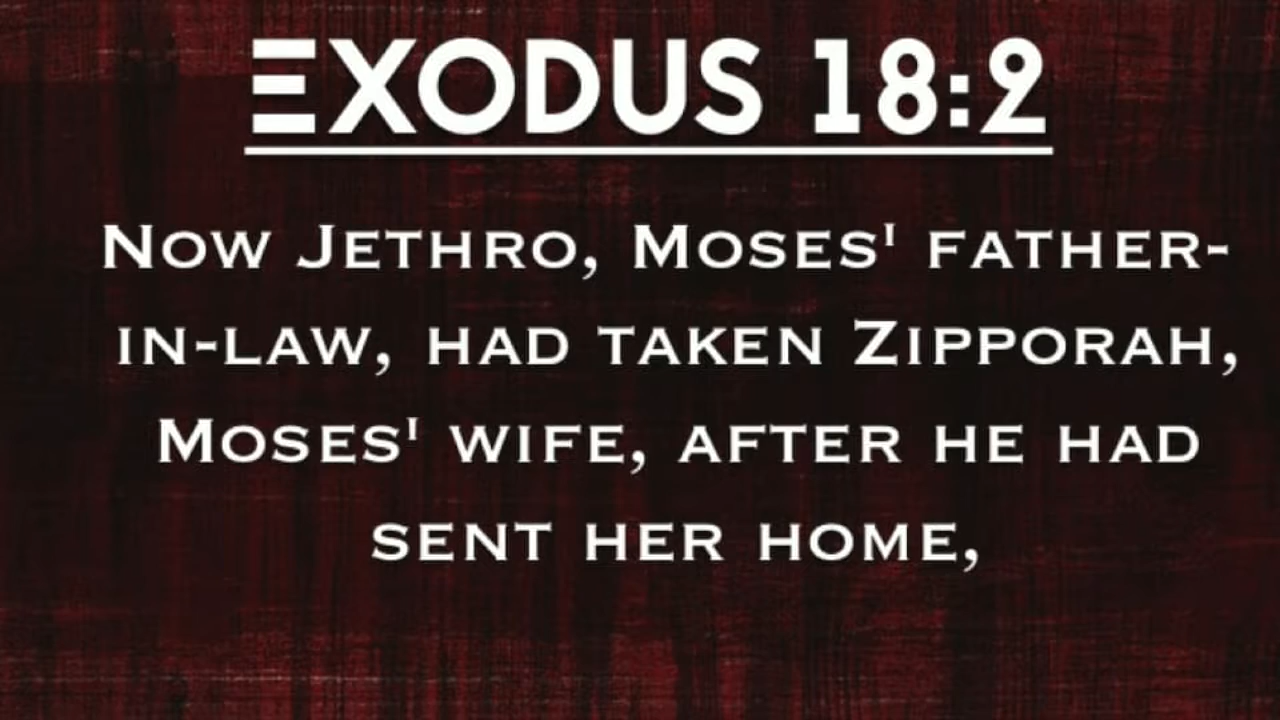 EXODUS 18:2
Now Jethro, Moses' father-
in-law, had taken Zipporah,
Moses' wife, after he had
sent her home,